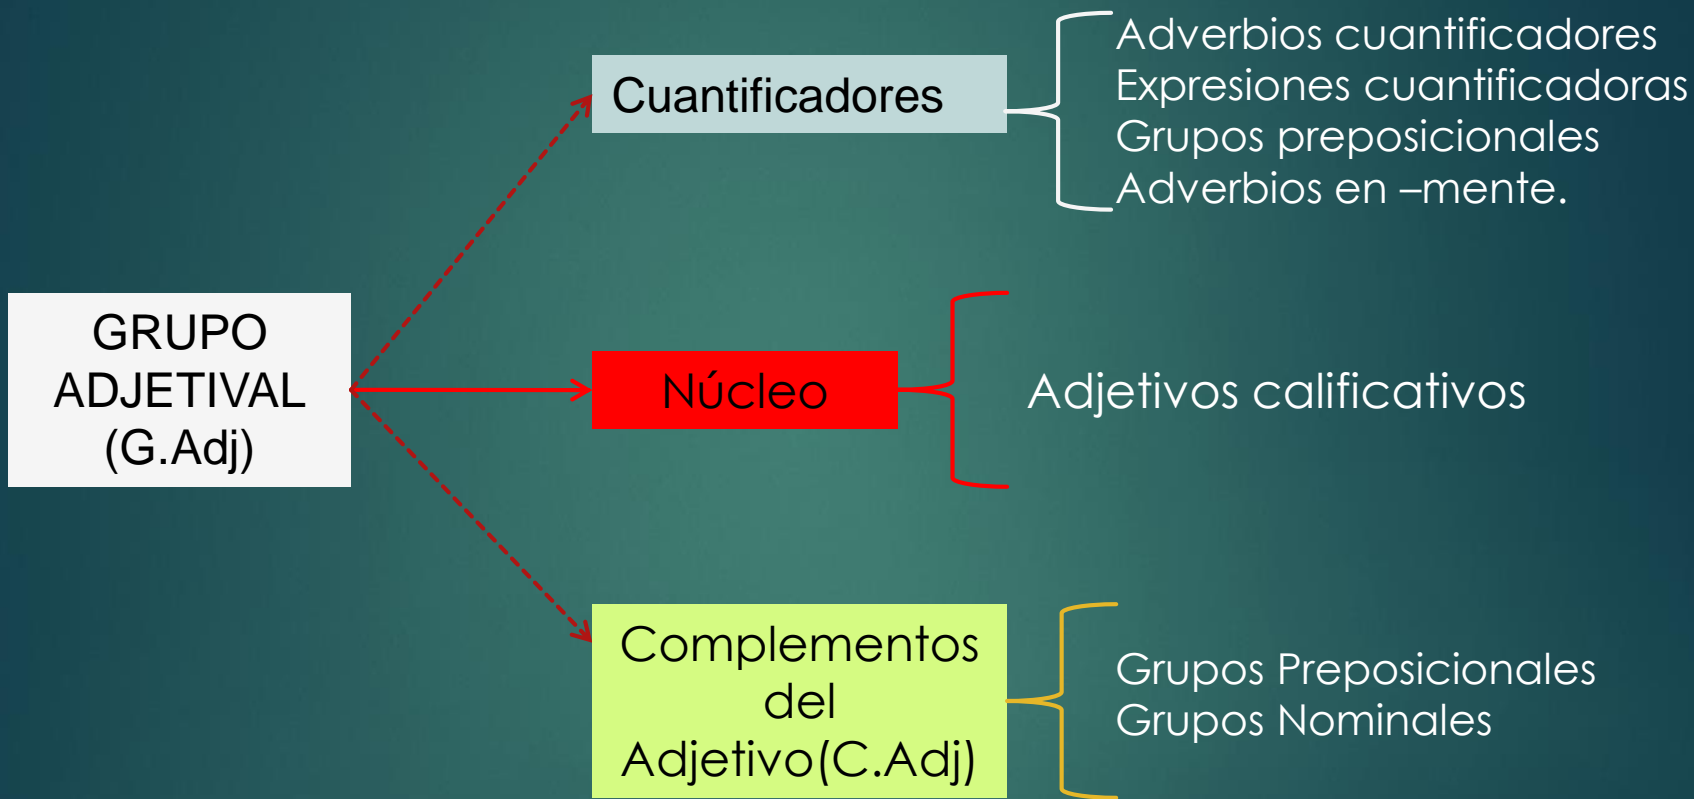 Adverbios cuantificadores
Expresiones cuantificadoras
Grupos preposicionales
Adverbios en –mente.
Cuantificadores
GRUPO
ADJETIVAL
(G.Adj)
Núcleo
Adjetivos calificativos
Complementos
del
Adjetivo(C.Adj)
Grupos Preposicionales
Grupos Nominales